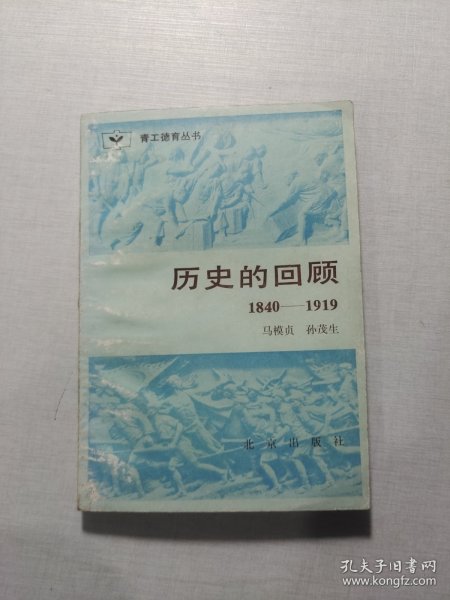 青工德育丛书
历史的回顾
1840——1919
马模贞 孙茂生
北京出版社
孔夫子旧书网
www.kongfz.com